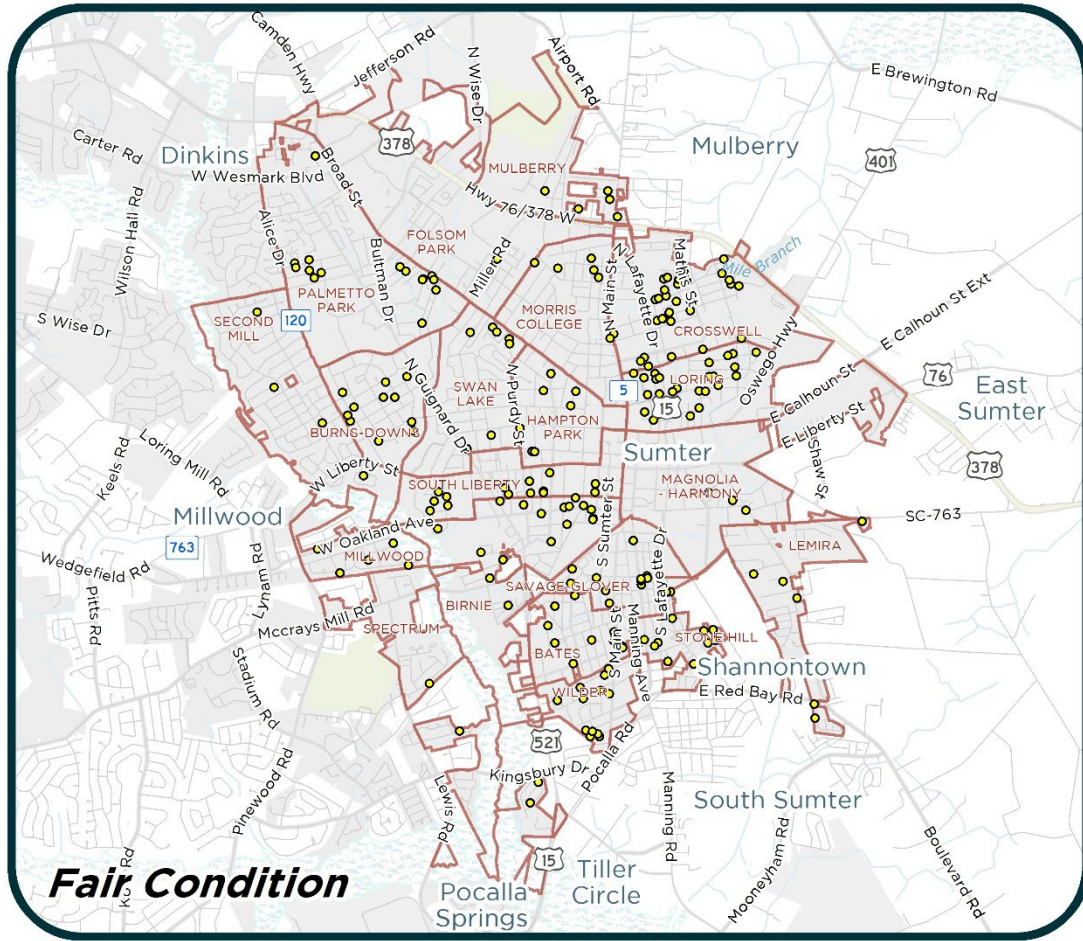 Camden Hwy
Jefferson Rd
N Wise Dr
Airport Rd
E Brewington Rd
Carter Rd
Dinkins
W Wesmark Blvd
378
Mulberry
401
MULBERRY
Broad St
Hwy 76/378 W
Wilson Hall Rd
Alice Dr
FOLSOM
PARK
Bultman Dr
Miller Rd
N Main St
N Lafayette Dr
Mathis St
Mile Branch
PALMETTO
PARK
SECOND
MILL
120
S Wise Dr
MORRIS
COLLEGE
CROSSWELL
Oswego Hwy
E Calhoun St Ext
76
East
Sumter
N Guignard Dr
SWAN
LAKE
N Purdy St
5
LORING
15
HAMPTON
PARK
E Calhoun St
E Liberty St
BURNS-DOWNS
Keels Rd
Loring Mill Rd
W Liberty St
Sumter
378
Shaw St
SOUTH LIBERTY
MAGNOLIA
- HARMONY
S Sumter St
Millwood
763
W Oakland Ave
MILLWOOD
SC-763
LEMIRA
Wedgefield Rd
Pitts Rd
Lynam Rd
S Lafayette Dr
SAVAGE-GLOVER
BIRNIE
Mccrays Mill Rd
SPECTRUM
BATES
S Main St
Manning Ave
STONE HILL
Shannontown
Stadium Rd
WILDER
E Red Bay Rd
521
Pocalla Rd
Pinewood Rd
Kingsbury Dr
Lewis Rd
Manning Rd
South Sumter
Mooneyham Rd
Boulevard Rd
15
Tiller
Circle
Pocalla
Springs
Fair Condition